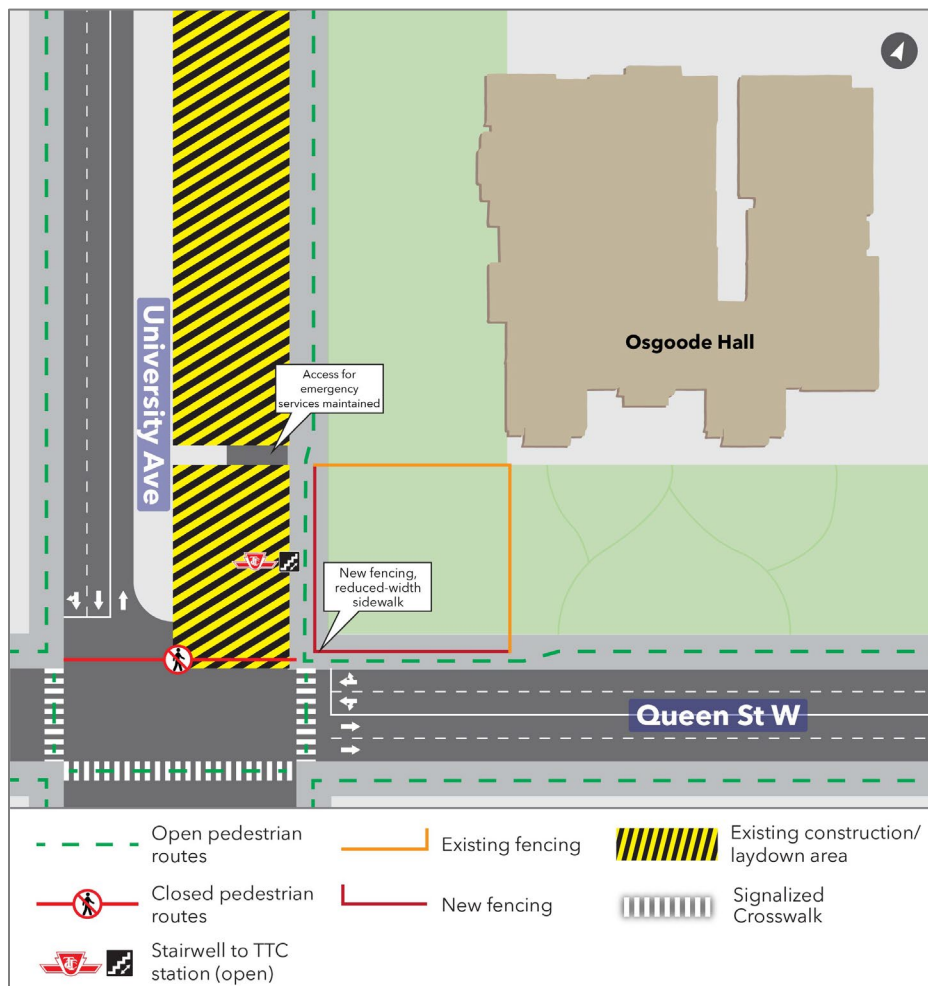 University Ave
Access for
emergency
services maintained
Osgoode Hall
New fencing,
reduced-width
sidewalk
Queen St W
Open pedestrian
routes
Existing fencing
Existing construction/
laydown area
Closed pedestrian
routes
New fencing
Signalized
Crosswalk
Stairwell to TTC
station (open)